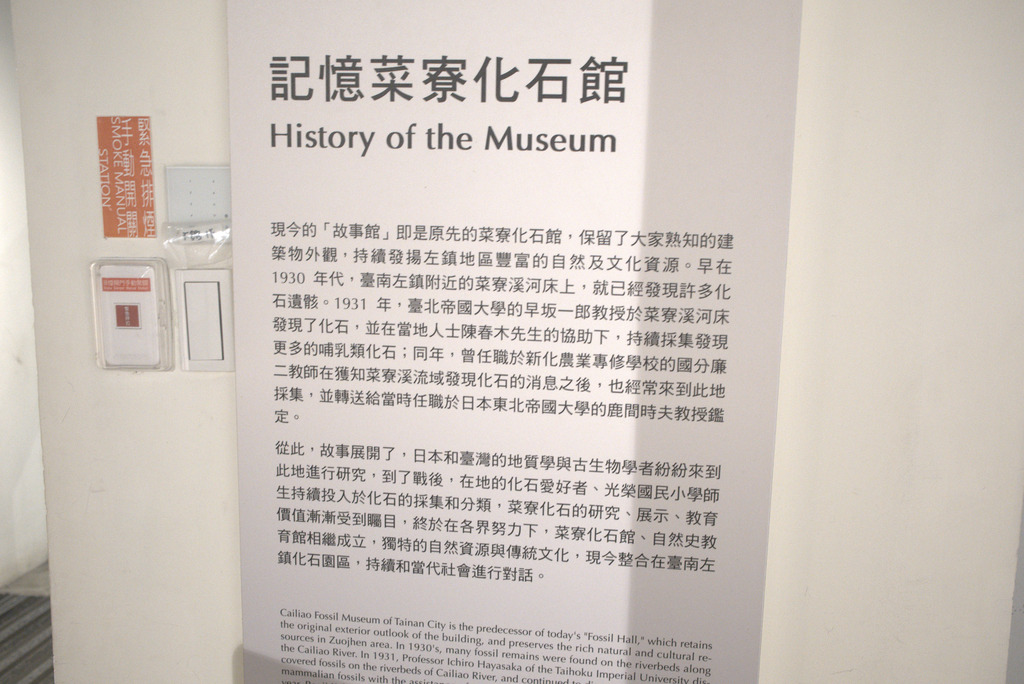 記憶菜寮化石館
History of the Museum
現今的「故事館」即是原先的菜寮化石館，保留了大家熟知的建
築物外觀，持續發揚左鎮地區豐富的自然及文化資源。早在
1930 年代，臺南左鎮附近的菜寮溪河床上，就已經發現許多化
石遺骸。1931 年，臺北帝國大學的早坂一郎教授於菜寮溪河床
發現了化石，並在當地人士陳春木先生的協助下，持續採集發現
更多的哺乳類化石；同年，曾任職於新化農業專修學校的國分廉
二教師在獲知菜寮溪流域發現化石的消息之後，也經常來到此地
採集，並轉送給當時任職於日本東北帝國大學的鹿間時夫教授鑑
定。
從此，故事展開了，日本和臺灣的地質學與古生物學者紛紛來到
此地進行研究，到了戰後，在地的化石愛好者、光榮國民小學師
生持續投入於化石的採集和分類，菜寮化石的研究、展示、教育
價值漸漸受到矚目，終於在各界努力下，菜寮化石館、自然史教
育館相繼成立，獨特的自然資源與傳統文化，現今整合在臺南左
鎮化石園區，持續和當代社會進行對話。
Cailiao Fossil Museum of Tainan City is the predecessor of today's "Fossil Hall," which retains
the original exterior outlook of the building, and preserves the rich natural and cultural re-
sources in Zuojhen area. In 1930's, many fossil remains were found on the riverbeds along
the Cailiao River. In 1931, Professor Ichiro Hayasaka of the Taihoku Imperial University dis-
covered fossils on the riverbeds of Cailiao River, and continued to
mammalian fossils with the
緊急排煙
手動開關
SMOKE MANUAL
STATION